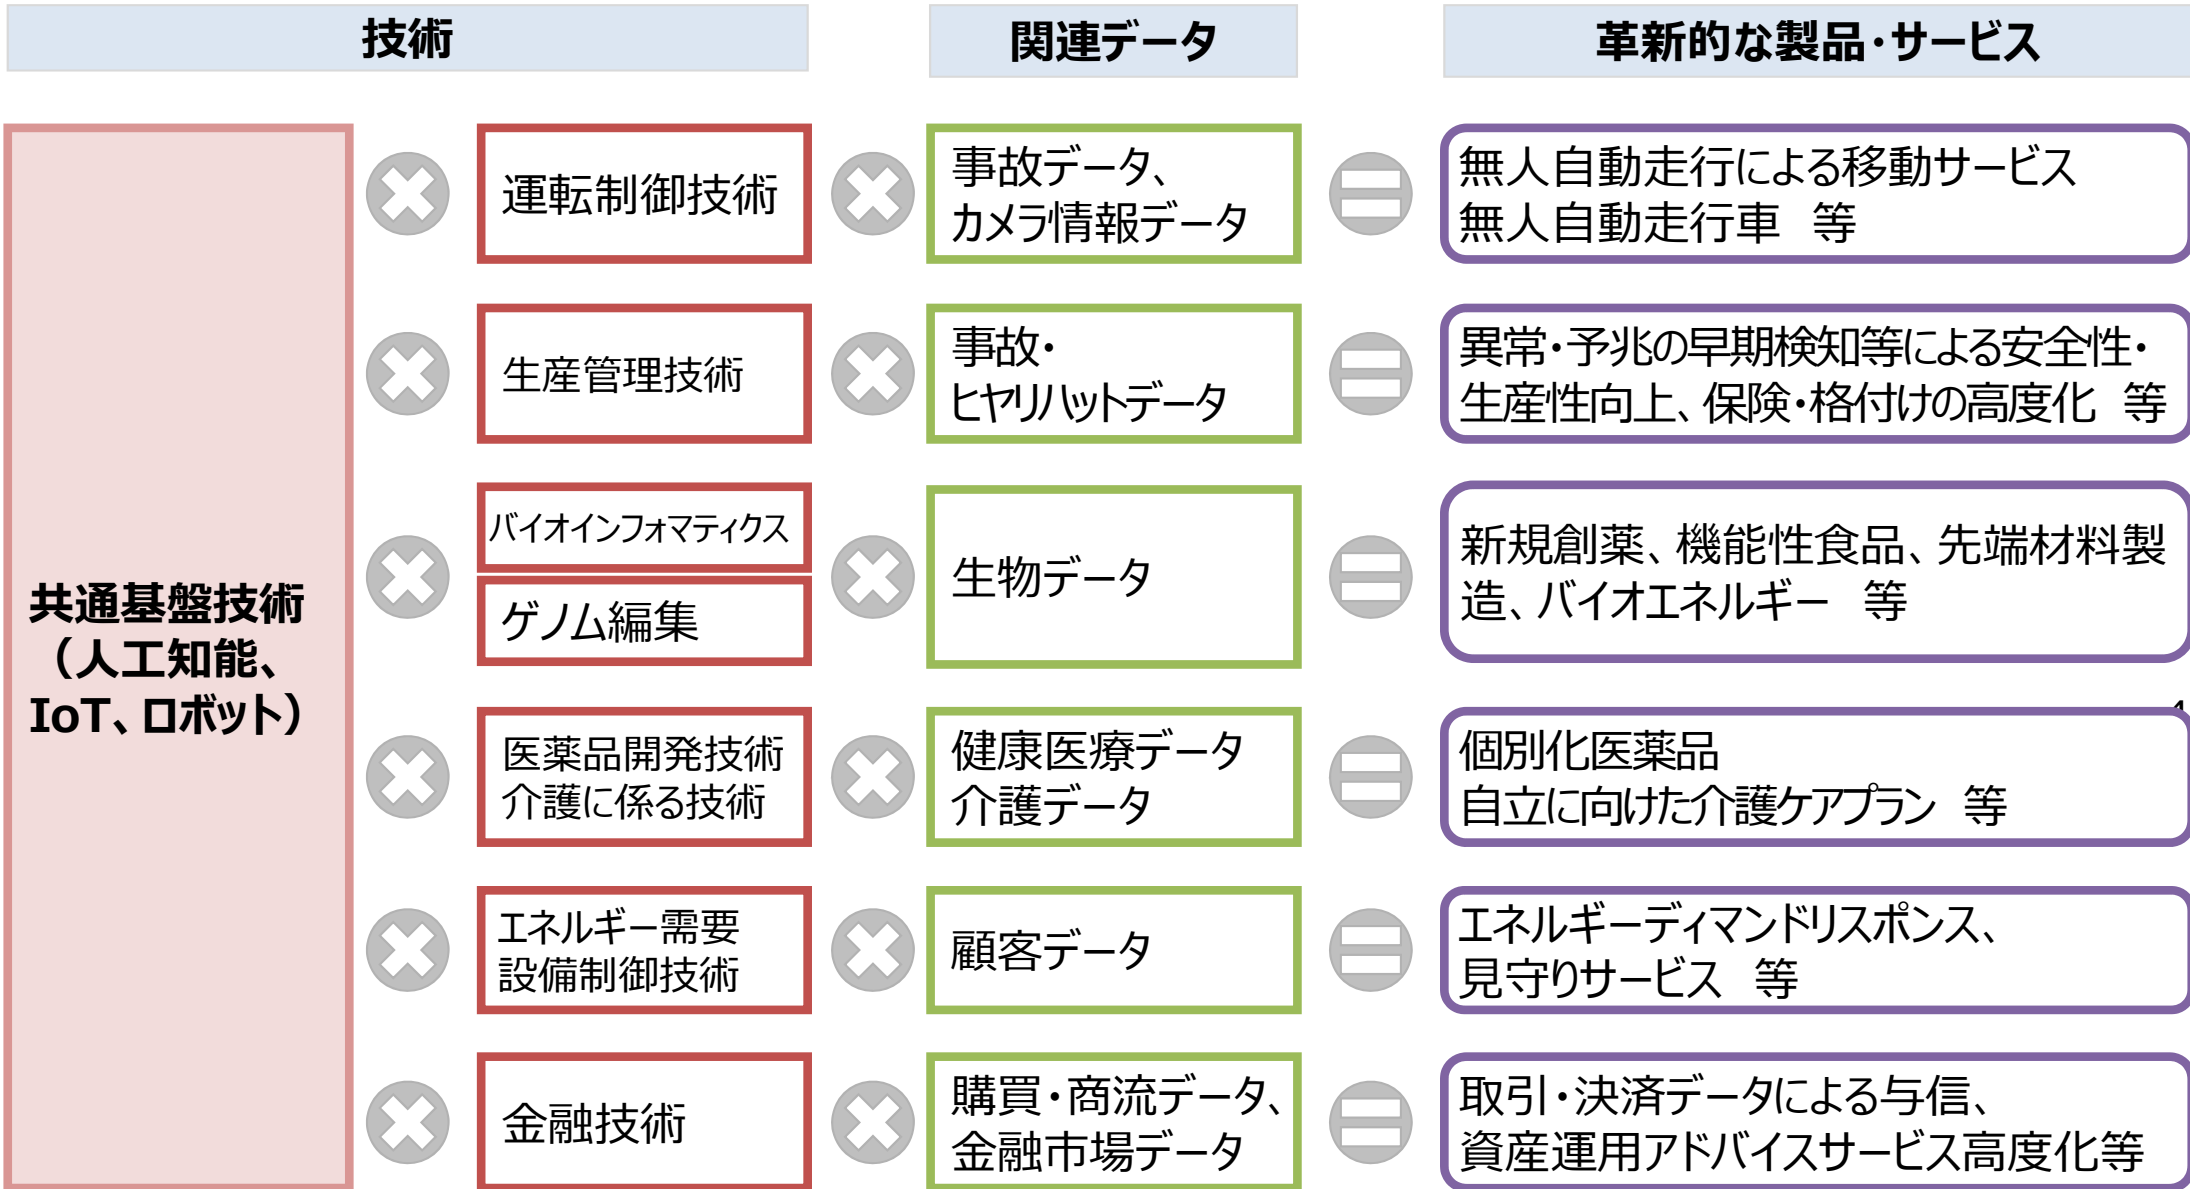 技術
関連データ
革新的な製品・サービス
共通基盤技術
（人工知能、
IoT、ロボット）
運転制御技術
事故データ、
カメラ情報データ
無人自動走行による移動サービス
無人自動走行車　等
生産管理技術
事故・
ヒヤリハットデータ
異常・予兆の早期検知等による安全性・
生産性向上、保険・格付けの高度化　等
バイオインフォマティクス
ゲノム編集
生物データ
新規創薬、機能性食品、先端材料製
造、バイオエネルギー　等
医薬品開発技術
介護に係る技術
健康医療データ
介護データ
個別化医薬品
自立に向けた介護ケアプラン　等
エネルギー需要
設備制御技術
顧客データ
エネルギーディマンドリスポンス、
見守りサービス　等
金融技術
購買・商流データ、
金融市場データ
取引・決済データによる与信、
資産運用アドバイスサービス高度化等